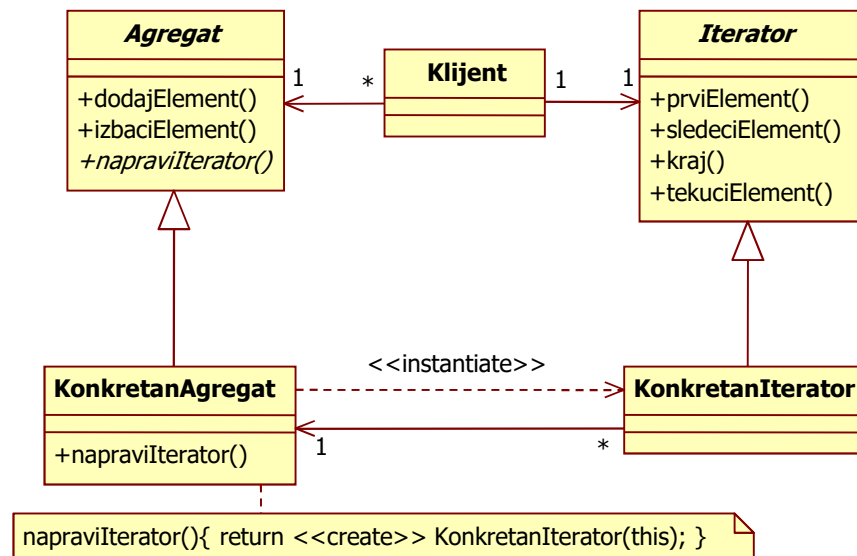 Agregat
+dodajElement()
+izbaciElement()
+napraviIterator()
1
*
Klijent
1
1
Iterator
+prviElement()
+sledeciElement()
+kraj()
+tekuciElement()
KonkretanAgregat
+napraviIterator()
<<instantiate>>
1
*
KonkretanIterator
napraviIterator(){ return <<create>> KonkretanIterator(this); }